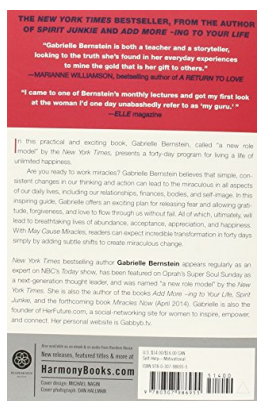 THE NEW YORK TIMES BESTSELLER, FROM THE AUTHOR
OF SPIRIT JUNKIE AND ADD MORE ~ING TO YOUR LIFE
"Gabrielle Bernstein is both a teacher and a storyteller,
looking to the truth she's found in her everyday experiences
to mine the gold that is her gift to others."
—MARIANNE WILLIAMSON, bestselling author of A RETURN TO LOVE
"I came to one of Bernstein's monthly lectures and got my first look
at the woman I'd one day unabashedly refer to as 'my guru.'"
—ELLE magazine
In this practical and exciting book, Gabrielle Bernstein, called "a new role
model" by the New York Times, presents a forty-day program for living a life of
unlimited happiness.
Are you ready to work miracles? Gabrielle Bernstein believes that simple, con-
sistent changes in our thinking and action can lead to the miraculous in all aspects
of our daily lives, including our relationships, finances, bodies, and self-image. In this
inspiring guide, Gabrielle offers an exciting plan for releasing fear and allowing grati-
tude, forgiveness, and love to flow through us without fail. All of which, ultimately, will
lead to breathtaking lives of abundance, acceptance, appreciation, and happiness.
With May Cause Miracles, readers can expect incredible transformation in forty days
simply by adding subtle shifts to create miraculous change.
New York Times bestselling author Gabrielle Bernstein appears regularly as an
expert on NBC's Today show, has been featured on Oprah's Super Soul Sunday as
a next-generation thought leader, and was named "a new role model" by the New
York Times. She is also the author of the books Add More ~ing to Your Life, Spirit
Junkie, and the forthcoming book Miracles Now (April 2014). Gabrielle is also the
founder of HerFuture.com, a social-networking site for women to inspire, empower,
and connect. Her personal website is Gabbyb.tv.
New releases, featured titles & more at
HarmonyBooks.com
Cover design: MICHAEL NAGIN
Cover photograph: DAN HALLMAN
51400
9 780307 986955